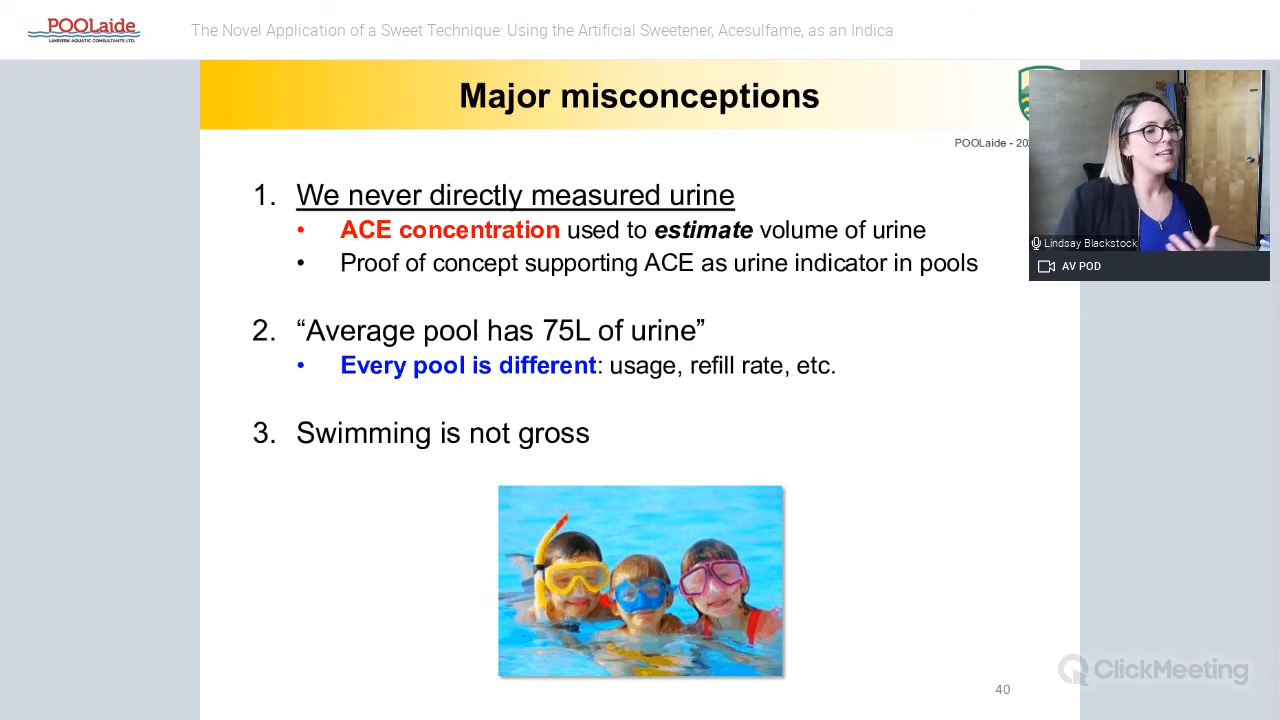 POOLaide
LAKEVIEW AQUATIC CONSULTANTS LTD.
The Novel Application of a Sweet Technique: Using the Artificial Sweetener, Acesulfame, as an Indica
Major misconceptions
POOLaide - 20
1. We never directly measured urine
• ACE concentration used to estimate volume of urine
• Proof of concept supporting ACE as urine indicator in pools
2. “Average pool has 75L of urine”
• Every pool is different: usage, refill rate, etc.
3. Swimming is not gross
Lindsay Blackstock
AV POD
40
ClickMeeting